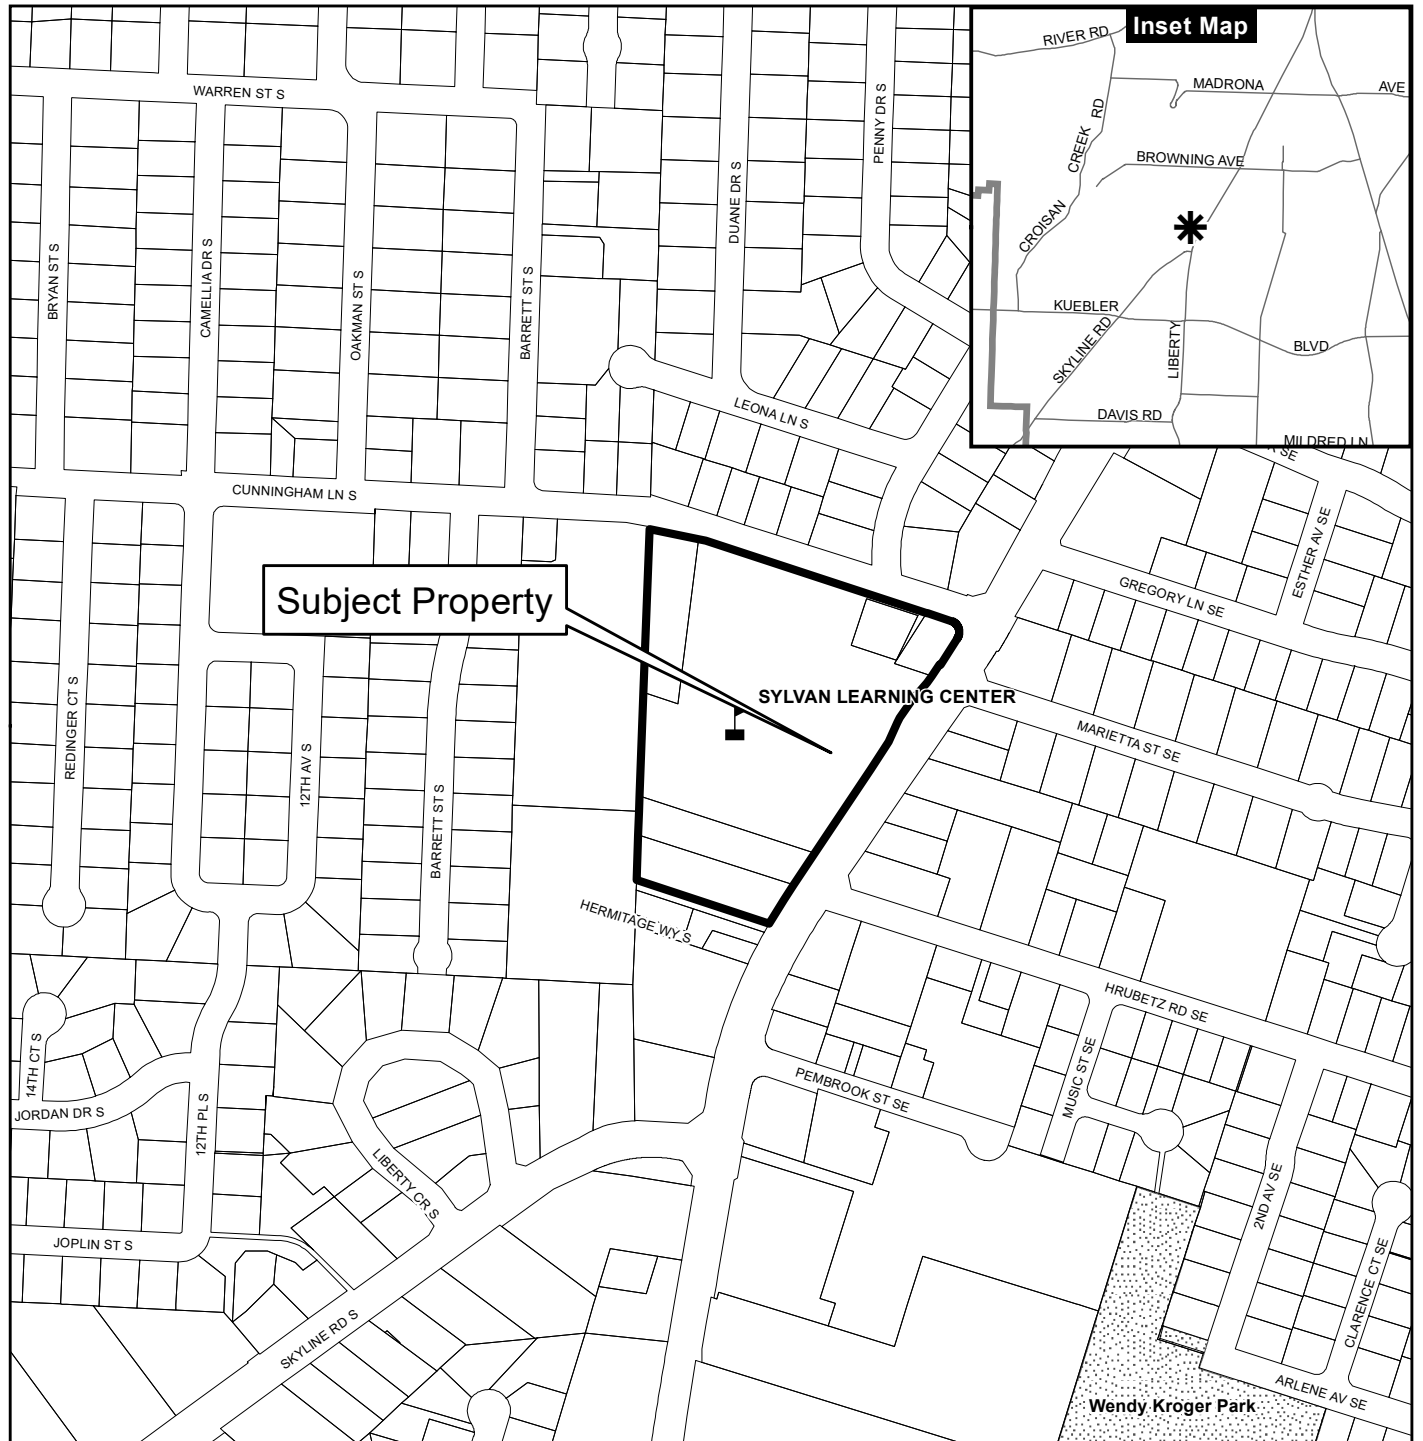 Inset Map
RIVER RD
MADRONA
AVE
CREEK
RD
BROWNING AVE
CROISAN
KUEBLER
SKYLINE RD
LIBERTY
BLVD
DAVIS RD
MILDRED LN
SE
WARREN ST S
PENNY DR S
DUANE DR S
BRYAN ST S
CAMELLIA DR S
OAKMAN ST S
BARRETT ST S
LEONA LN S
CUNNINGHAM LN S
ESTHER AV SE
GREGORY LN SE
Subject Property
SYLVAN LEARNING CENTER
REDINGER CT S
12TH AV S
BARRETT ST S
MARIETTA ST SE
HERMITAGE WY S
HRUBETZ RD SE
14TH CT S
MUSIC ST SE
PEMBROOK ST SE
JORDAN DR S
12TH PL S
LIBERTY CR S
2ND AV SE
JOPLIN ST S
CLARENCE CT SE
SKYLINE RD S
ARLENE AV SE
Wendy Kroger Park